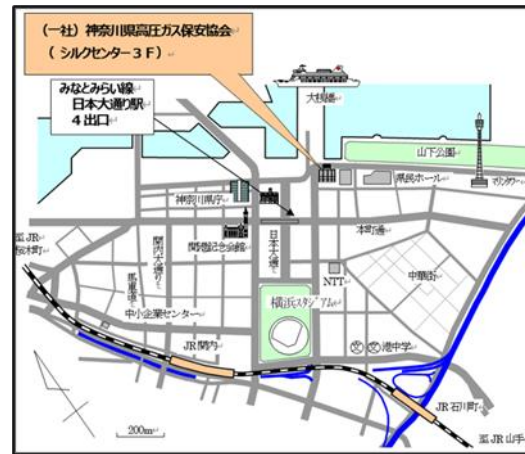 (一社)神奈川県高圧ガス保安協会
( シルクセンター3F)
みなとみらい線
日本大通り駅
4出口
大桟橋
山下公園
県民ホール
マリンタワー
神奈川県庁
開港記念会館
日本大通り
本町通
至JR
桜木町
関内大通り
馬車道
NTT
中華街
中小企業センター
横浜スタジアム
JR関内
文 文 港中学
JR石川町
至JR山手
200m